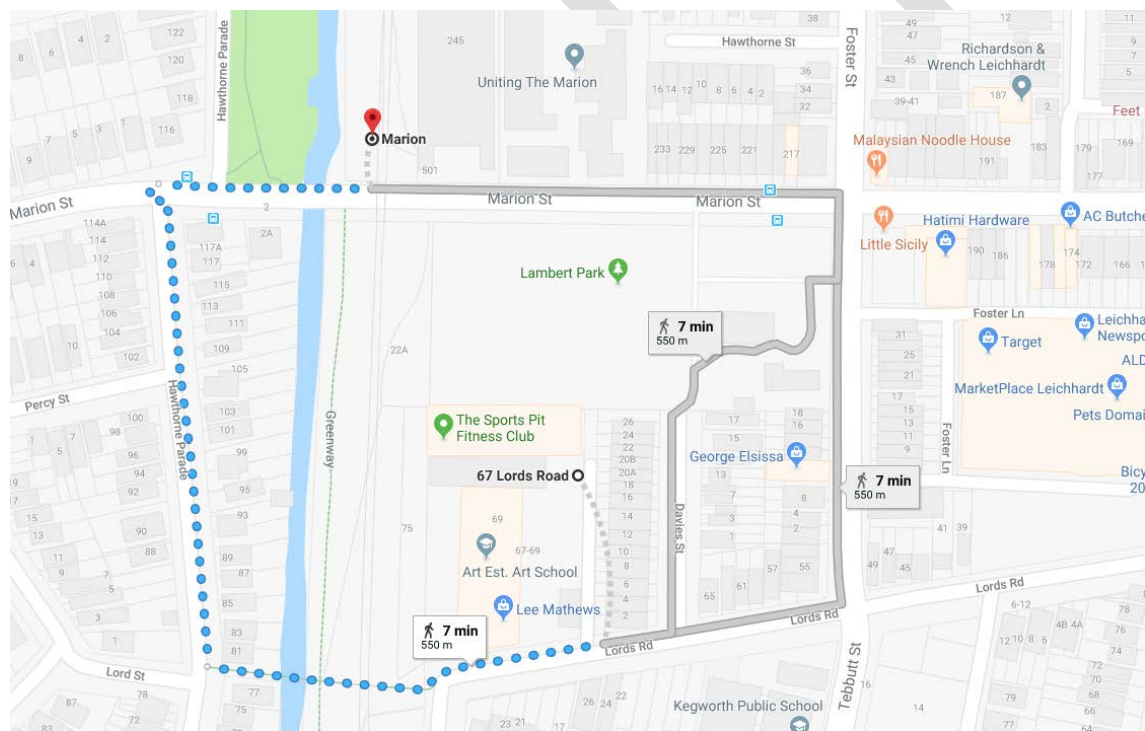 122
120
118
116
8
6
4
2
9
7
5
3
1
Hawthorne Parade
245
Uniting The Marion
Hawthorne St
38
36
34
32
16 14 12 10 8 6 4 2
Foster St
49
47
45
43
39-41
12
11
9
7
5
Richardson &
Wrench Leichhardt
187
2
Feet
Malaysian Noodle House
191
183
179
169
177
Marion
501
233 229 225 221 217
Marion St
2
Marion St
Marion St
114A
114
112
110
108
106
104
102
6 4
10
117A
117
2A
115
113
111
109
105
103
101
99
95
93
89
87
85
83
81
77
75
Lambert Park
Little Sicily
Hatimi Hardware
190 186
178
174
172
166
AC Butche
Foster Ln
31
25
21
17
15
13
11
9
Target
Leichha
Newspo
ALD
MarketPlace Leichhardt
Pets Domai
Bicy
20
Foster Ln
7 min
550 m
22A
Percy St
Hawthorne Parade
100
98
96
94
92
90
88
Greenway
The Sports Pit
Fitness Club
67 Lords Road
26
24
22
20B
20A
18
16
14
12
10
8
6
4
2
17
15
13
7
3
1
18
16
George Elsissa
8
4
2
Davies St
7 min
550 m
75
69
67-69
Art Est. Art School
Lee Mathews
65
61
57
55
41 39
49
47
45
7 min
550 m
Lords Rd
Lords Rd
Lords Rd
Lord St
87
78
72
77
75
26 24 22
23 21
Kegworth Public School
Tebbutt St
16
14
6-12
12 10 8 6
4B 4A
78
74
72
70
68
66
64
79
77
66
77